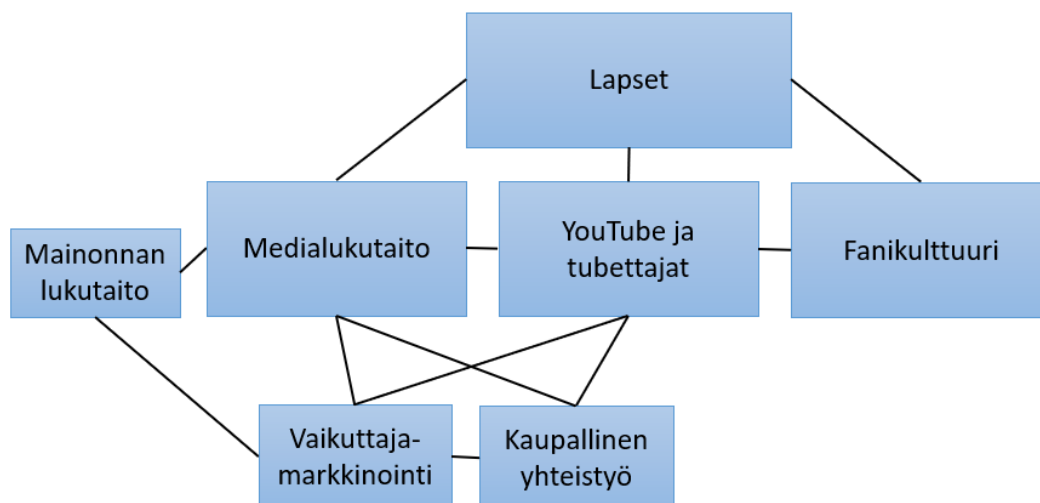 Lapset
Mainonnan
lukutaito
Medialukutaito
YouTube ja
tubettajat
Fanikulttuuri
Vaikuttaja-
markkinointi
Kaupallinen
yhteistyö